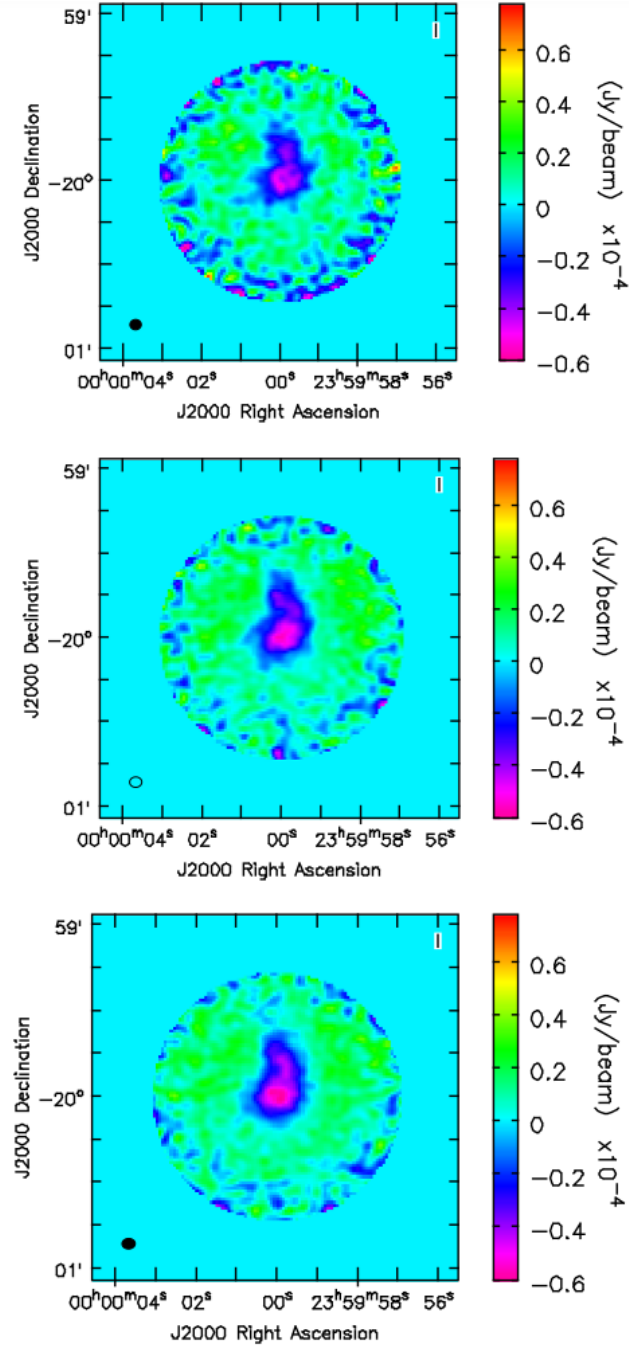 59'
I
J2000 Declination
−20°
01'
00ʰ00ᵐ04ˢ 02ˢ 00ˢ 23ʰ59ᵐ58ˢ 56ˢ
J2000 Right Ascension
0.6
0.4
0.2
0
−0.2
−0.4
−0.6
(Jy/beam) x10⁻⁴
59'
I
J2000 Declination
−20°
01'
00ʰ00ᵐ04ˢ 02ˢ 00ˢ 23ʰ59ᵐ58ˢ 56ˢ
J2000 Right Ascension
0.6
0.4
0.2
0
−0.2
−0.4
−0.6
(Jy/beam) x10⁻⁴
59'
I
J2000 Declination
−20°
01'
00ʰ00ᵐ04ˢ 02ˢ 00ˢ 23ʰ59ᵐ58ˢ 56ˢ
J2000 Right Ascension
0.6
0.4
0.2
0
−0.2
−0.4
−0.6
(Jy/beam) x10⁻⁴